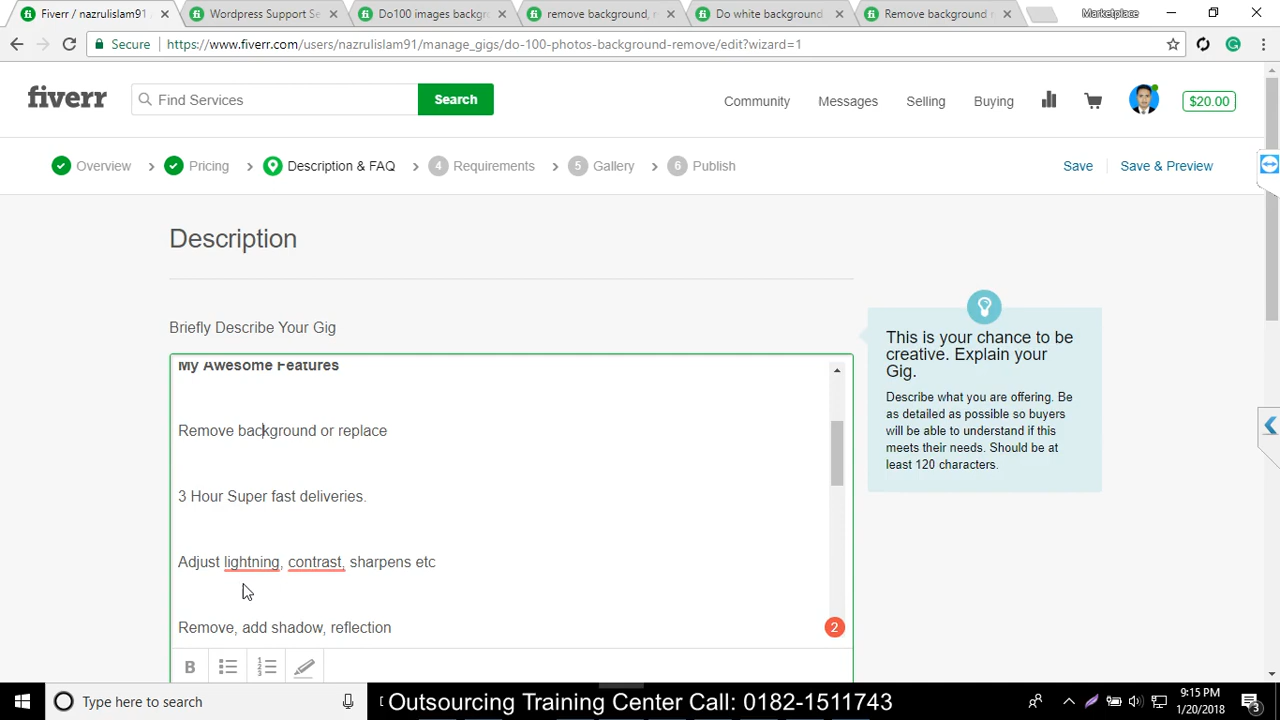 Fiverr / nazrulislam91
Wordpress Support Se
Do100 images backgr
remove background, r
Do white background
Remove background
Marketplace
Secure https://www.fiverr.com/users/nazrulislam91/manage_gigs/do-100-photos-background-remove/edit?wizard=1
fiverr
Find Services
Search
Community
Messages
Selling
Buying
$20.00
Overview
Pricing
Description & FAQ
4 Requirements
5 Gallery
6 Publish
Save
Save & Preview
Description
Briefly Describe Your Gig
My Awesome Features
Remove background or replace
3 Hour Super fast deliveries.
Adjust lightning, contrast, sharpens etc
Remove, add shadow, reflection
2
B
This is your chance to be
creative. Explain your
Gig.
Describe what you are offering. Be
as detailed as possible so buyers
will be able to understand if this
meets their needs. Should be at
least 120 characters.
Type here to search
Outsourcing Training Center Call: 0182-1511743
9:15 PM
1/20/2018
3